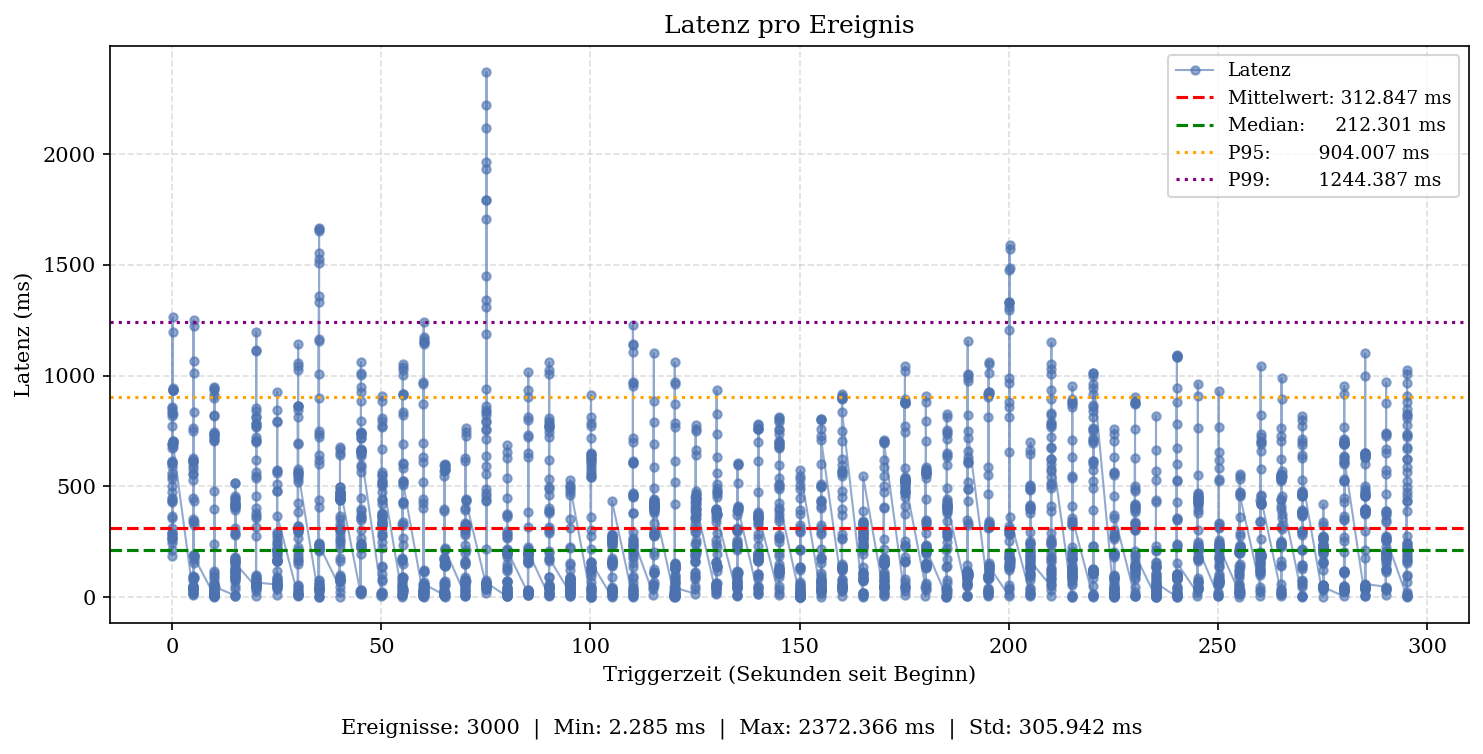 Latenz pro Ereignis
Latenz
Mittelwert: 312.847 ms
Median: 212.301 ms
P95: 904.007 ms
P99: 1244.387 ms
Latenz (ms)
2000
1500
1000
500
0
0 50 100 150 200 250 300
Triggerzeit (Sekunden seit Beginn)
Ereignisse: 3000 | Min: 2.285 ms | Max: 2372.366 ms | Std: 305.942 ms